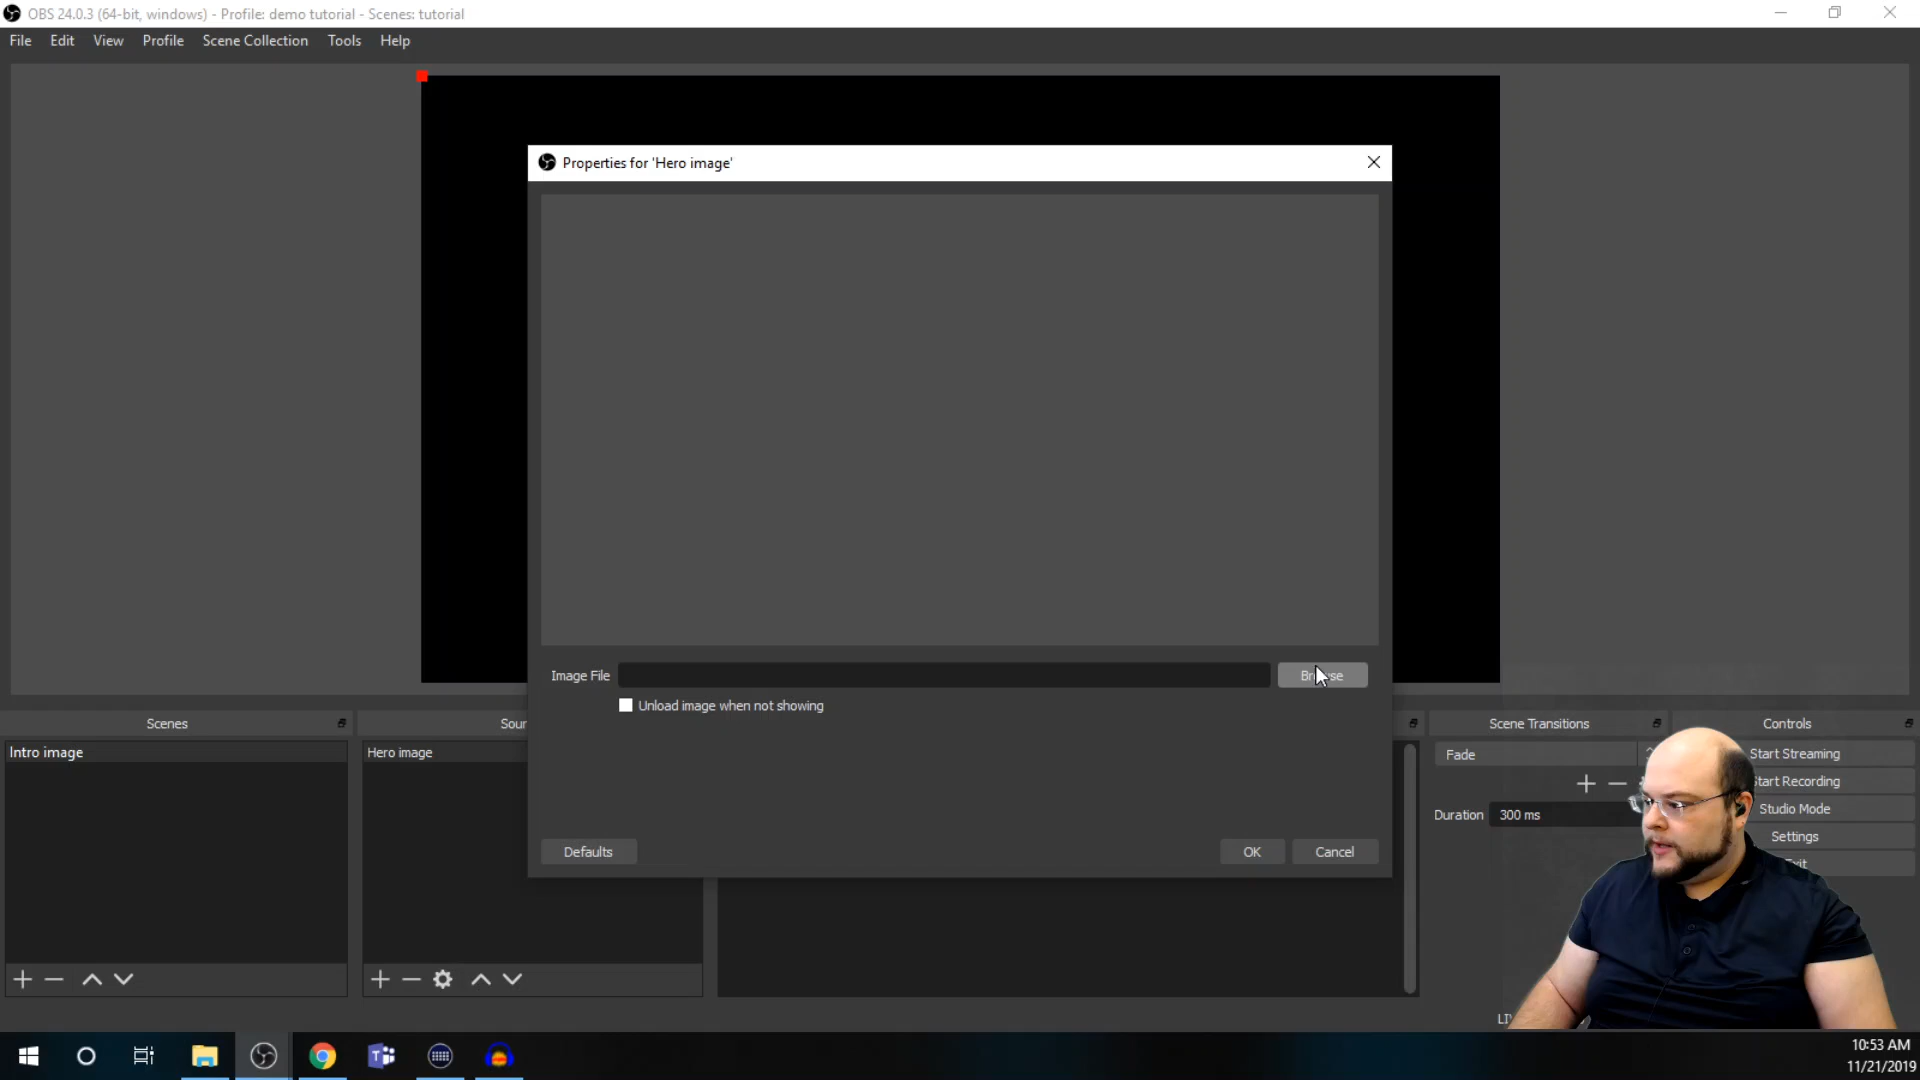 OBS 24.0.3 (64-bit, windows) - Profile: demo tutorial - Scenes: tutorial
File Edit View Profile Scene Collection Tools Help
Properties for 'Hero image'
Image File
Unload image when not showing
Defaults
OK
Cancel
Scenes
Intro image
Hero image
Scene Transitions
Fade
Duration 300 ms
Controls
Start Streaming
Start Recording
Studio Mode
Settings
10:53 AM
11/21/2019